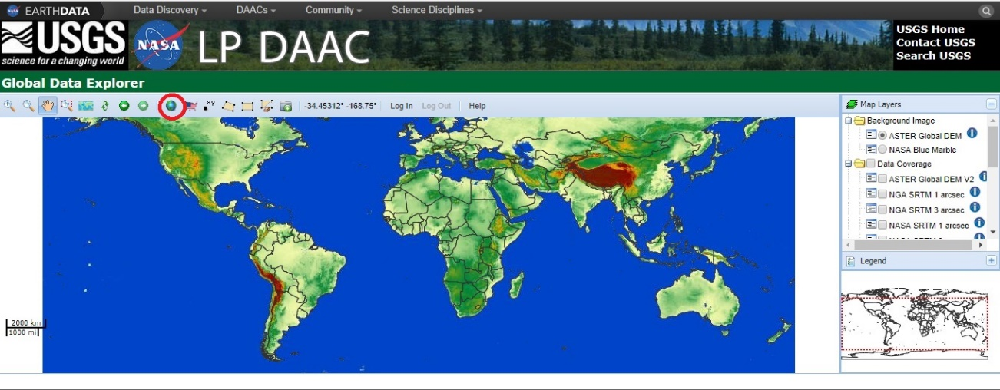 EARTHDATA Data Discovery DAACs Community Science Disciplines
USGS
science for a changing world
NASA
LP DAAC
USGS Home
Contact USGS
Search USGS
Global Data Explorer
xy
-34.45312° -168.75°
Log In
Log Out
Help
Map Layers
Background Image
ASTER Global DEM
NASA Blue Marble
Data Coverage
ASTER Global DEM V2
NGA SRTM 1 arcsec
NGA SRTM 3 arcsec
NASA SRTM 1 arcsec
Legend
2000 km
1000 mi